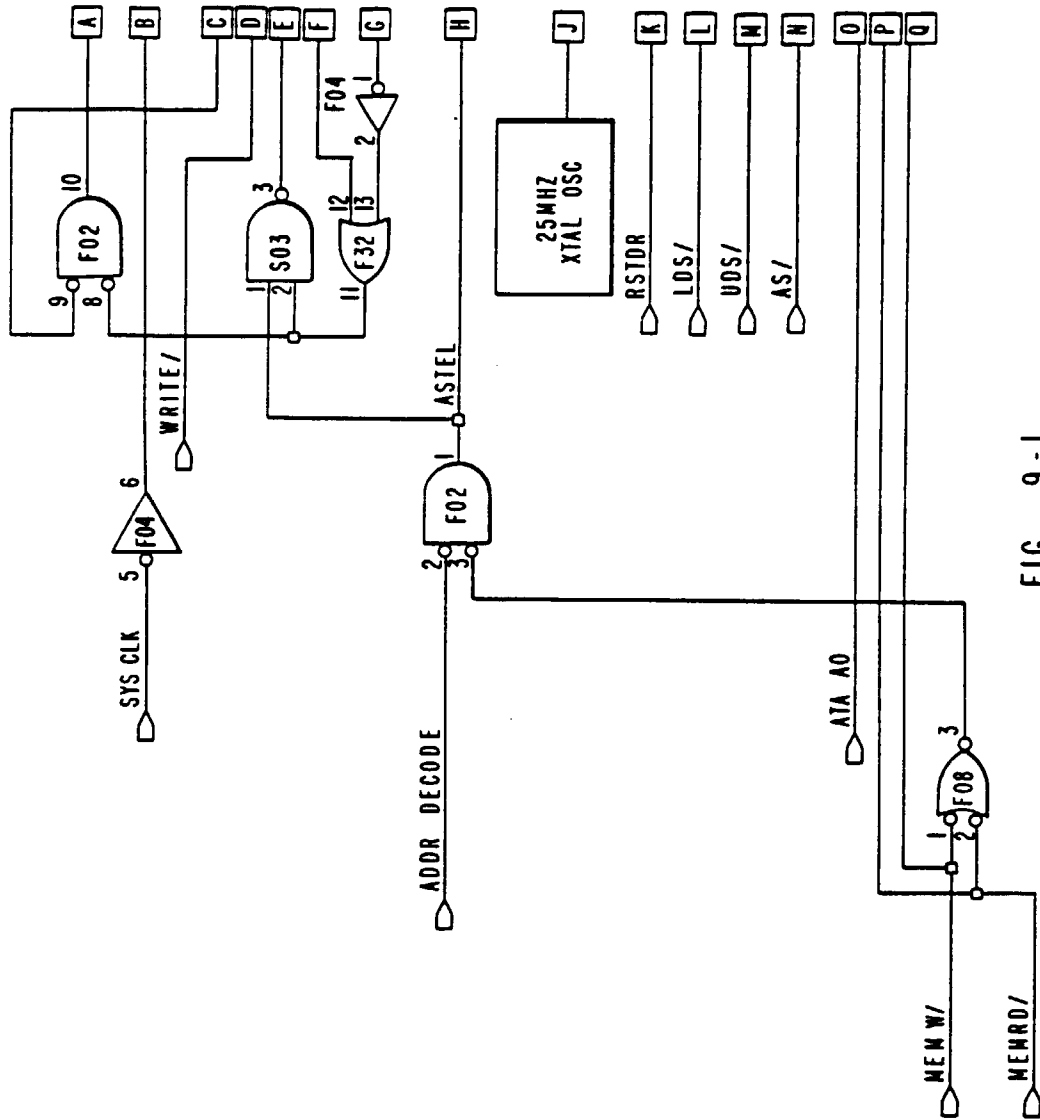 A
B
C
D
E
F
G
H
J
K
L
M
N
O
P
Q
10
9
8
F02
3
S03
1
2
12
13
F32
11
F04
1
2
25MHZ
XTAL OSC
WRITE/
SYS CLK
5
F04
6
ASTEL
1
F02
2
3
ADDR DECODE
RSTDR
LDS/
UDS/
AS/
ATA A0
3
F08
1
2
MEMW/
MEMRD/
FIG. 9-1